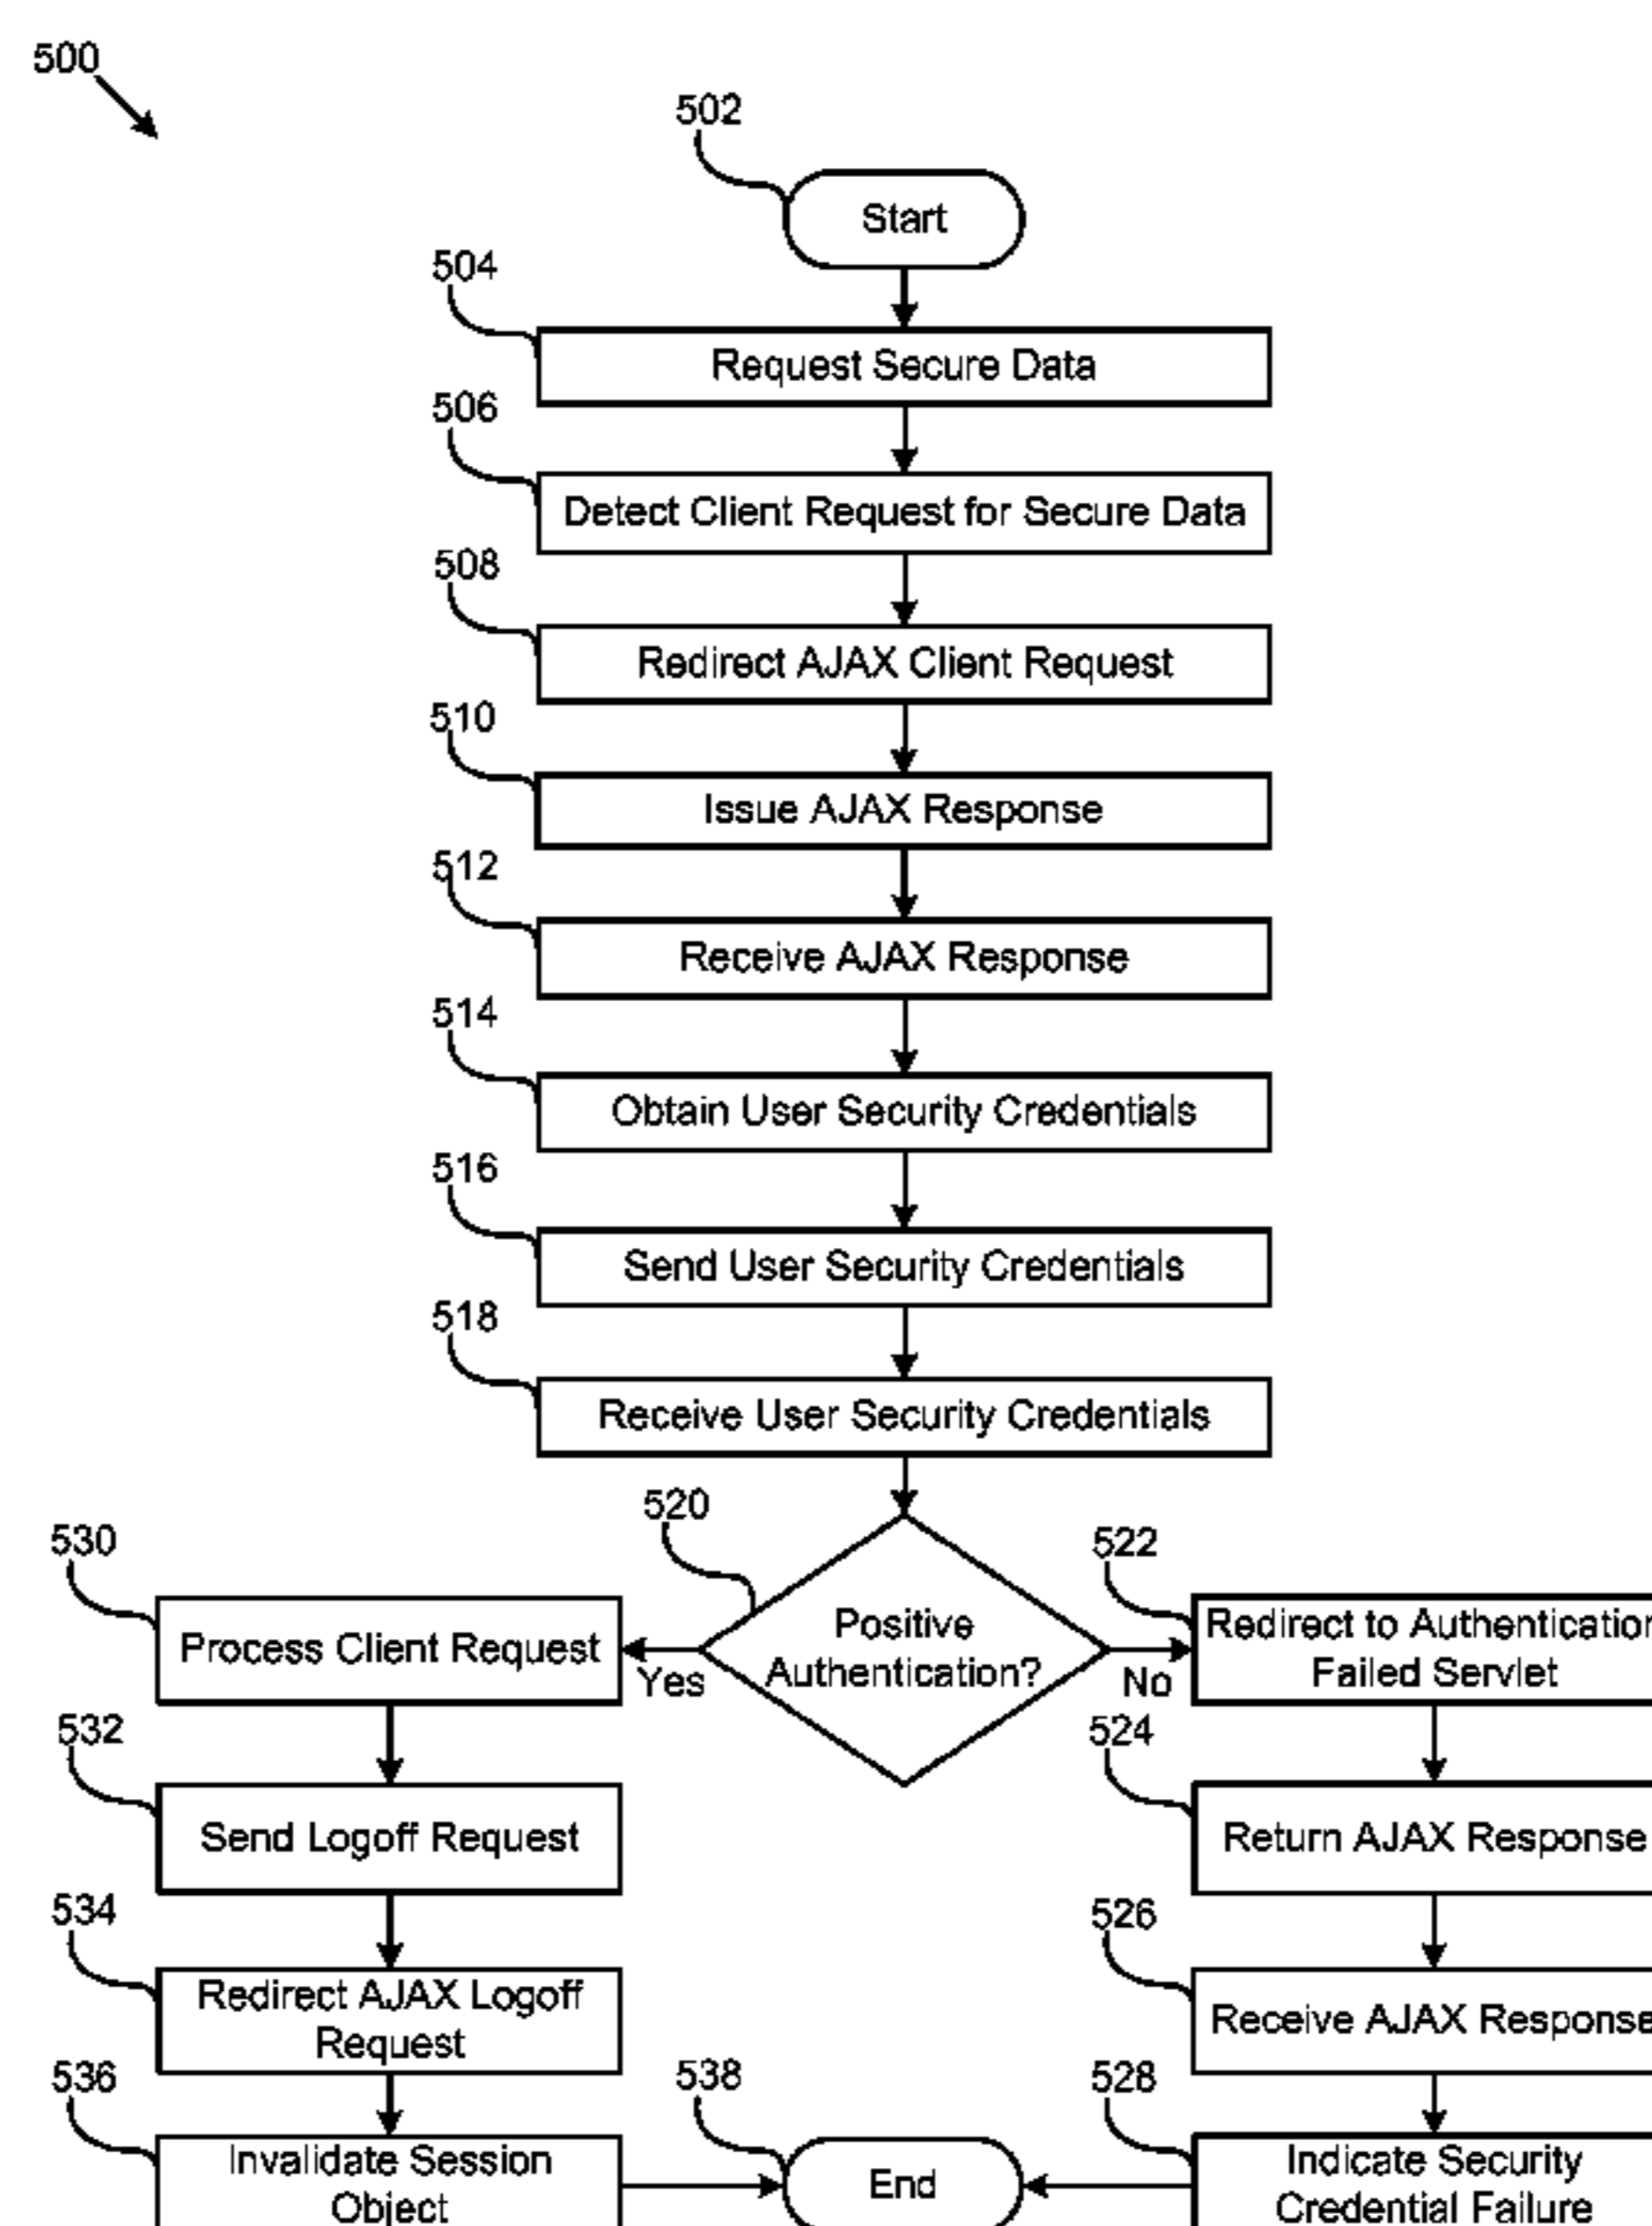 500
502
Start
504
Request Secure Data
506
Detect Client Request for Secure Data
508
Redirect AJAX Client Request
510
Issue AJAX Response
512
Receive AJAX Response
514
Obtain User Security Credentials
516
Send User Security Credentials
518
Receive User Security Credentials
520
Positive
Authentication?
Yes
No
530
Process Client Request
532
Send Logoff Request
534
Redirect AJAX Logoff
Request
536
Invalidate Session
Object
522
Redirect to Authentication
Failed Servlet
524
Return AJAX Response
526
Receive AJAX Response
528
Indicate Security
Credential Failure
538
End